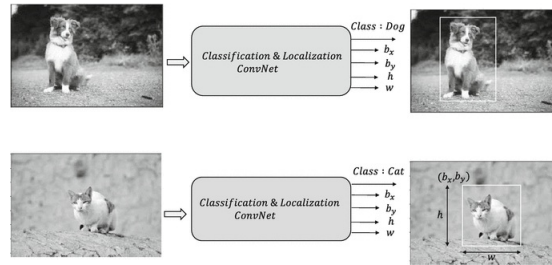 Class : Dog
Classification & Localization
ConvNet
b_x
b_y
h
w
Class : Cat
Classification & Localization
ConvNet
b_x
b_y
h
w
(b_x,b_y)
h
w